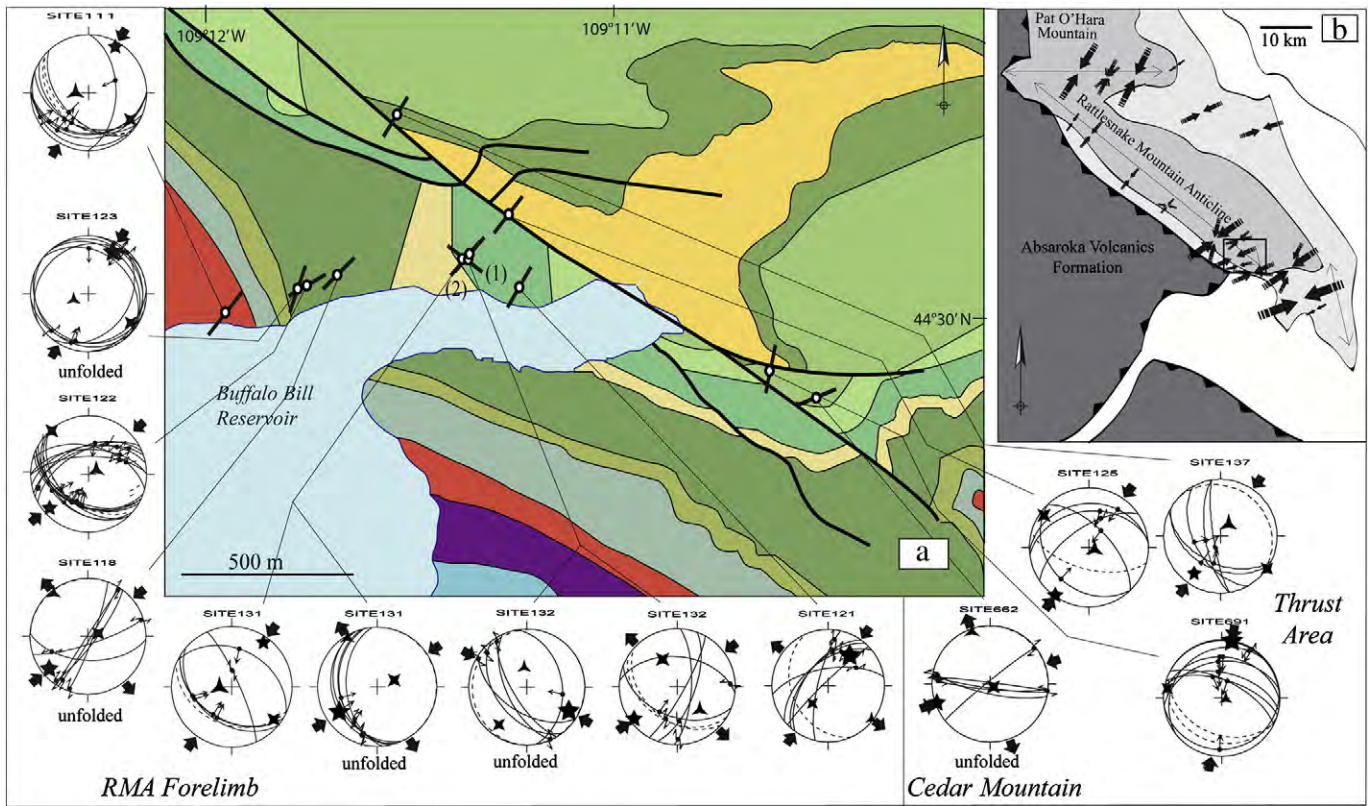 SITE111
109°12'W
109°11'W
Pat O'Hara
Mountain
10 km
b
Rattlesnake Mountain Anticline
Absaroka Volcanics
Formation
SITE123
unfolded
(1)
(2)
44°30'N
Buffalo Bill
Reservoir
SITE122
SITE118
unfolded
500 m
a
SITE125
SITE137
Thrust
Area
SITE131
SITE131
unfolded
SITE132
unfolded
SITE132
SITE121
SITE662
unfolded
SITE691
RMA Forelimb
Cedar Mountain